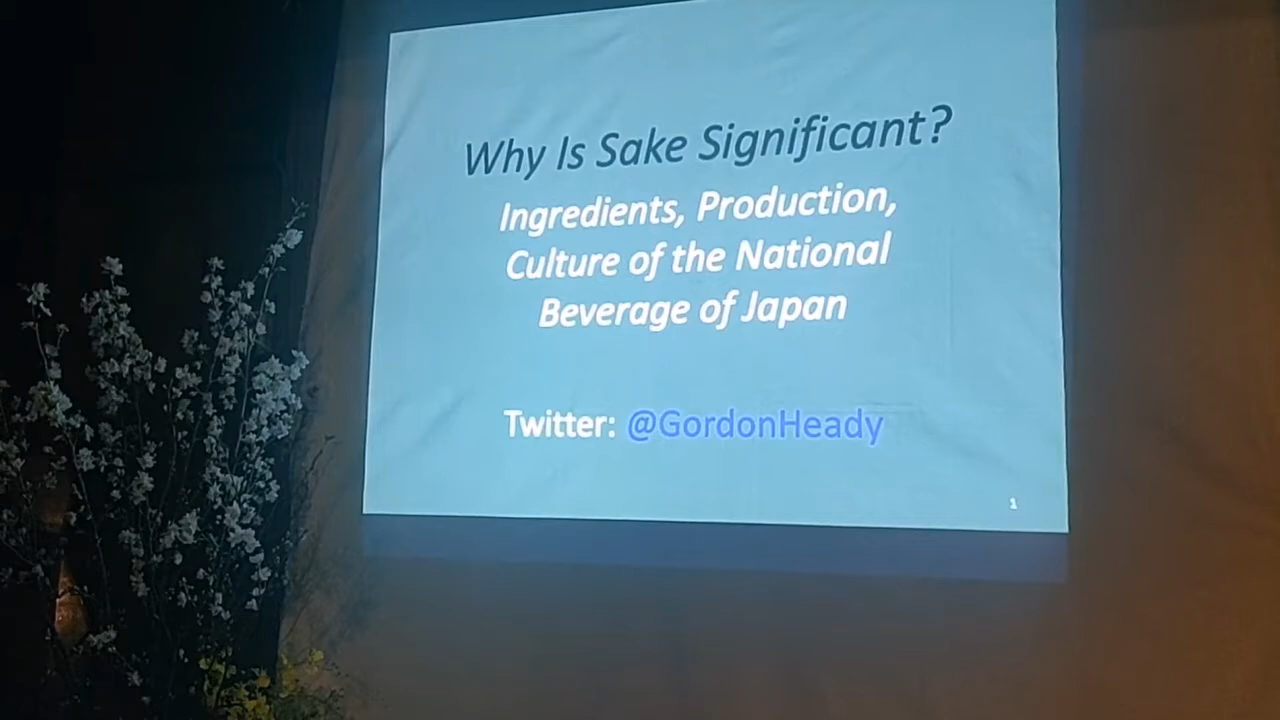 Why Is Sake Significant?
Ingredients, Production,
Culture of the National
Beverage of Japan
Twitter: @GordonHeady
1